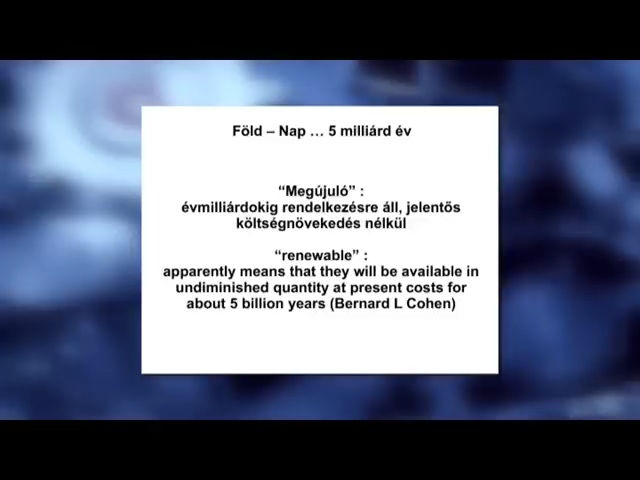 Föld – Nap … 5 milliárd év
“Megújuló” :
évmilliárdokig rendelkezésre áll, jelentős
költségnövekedés nélkül
“renewable” :
apparently means that they will be available in
undiminished quantity at present costs for
about 5 billion years (Bernard L Cohen)